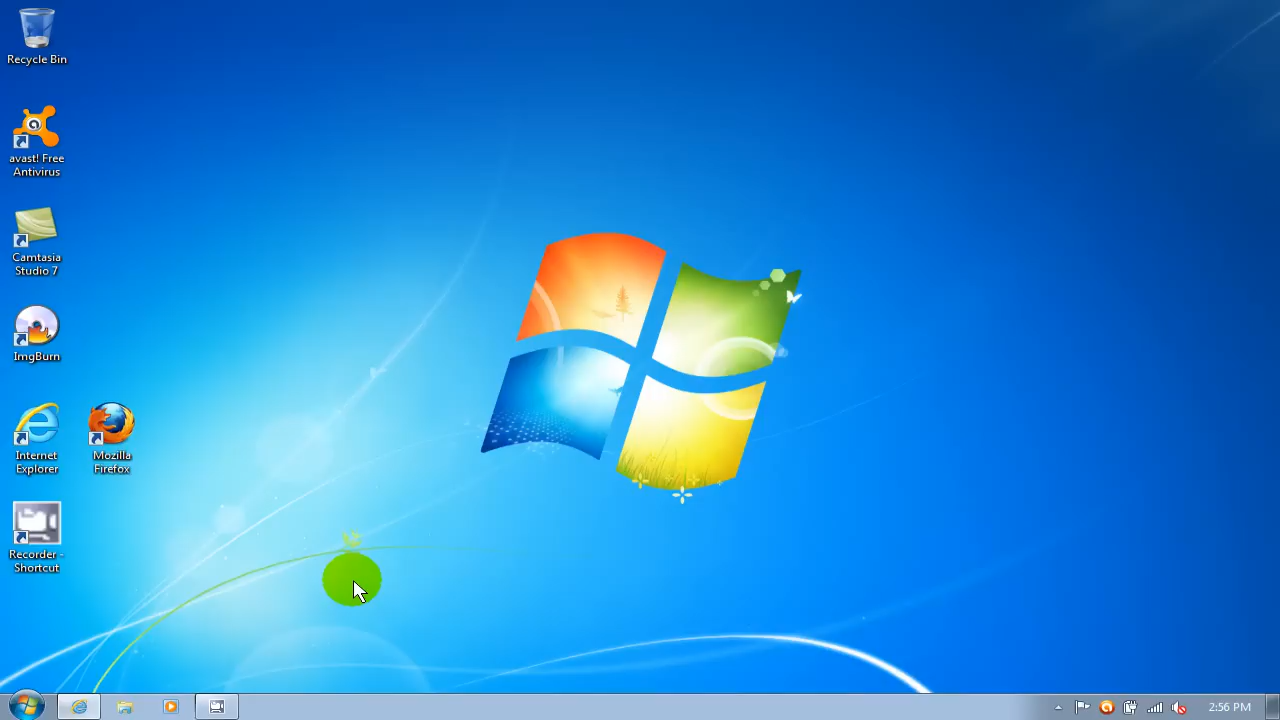 Recycle Bin
avast! Free
Antivirus
Camtasia
Studio 7
ImgBurn
Internet
Explorer
Mozilla
Firefox
Recorder -
Shortcut
2:56 PM